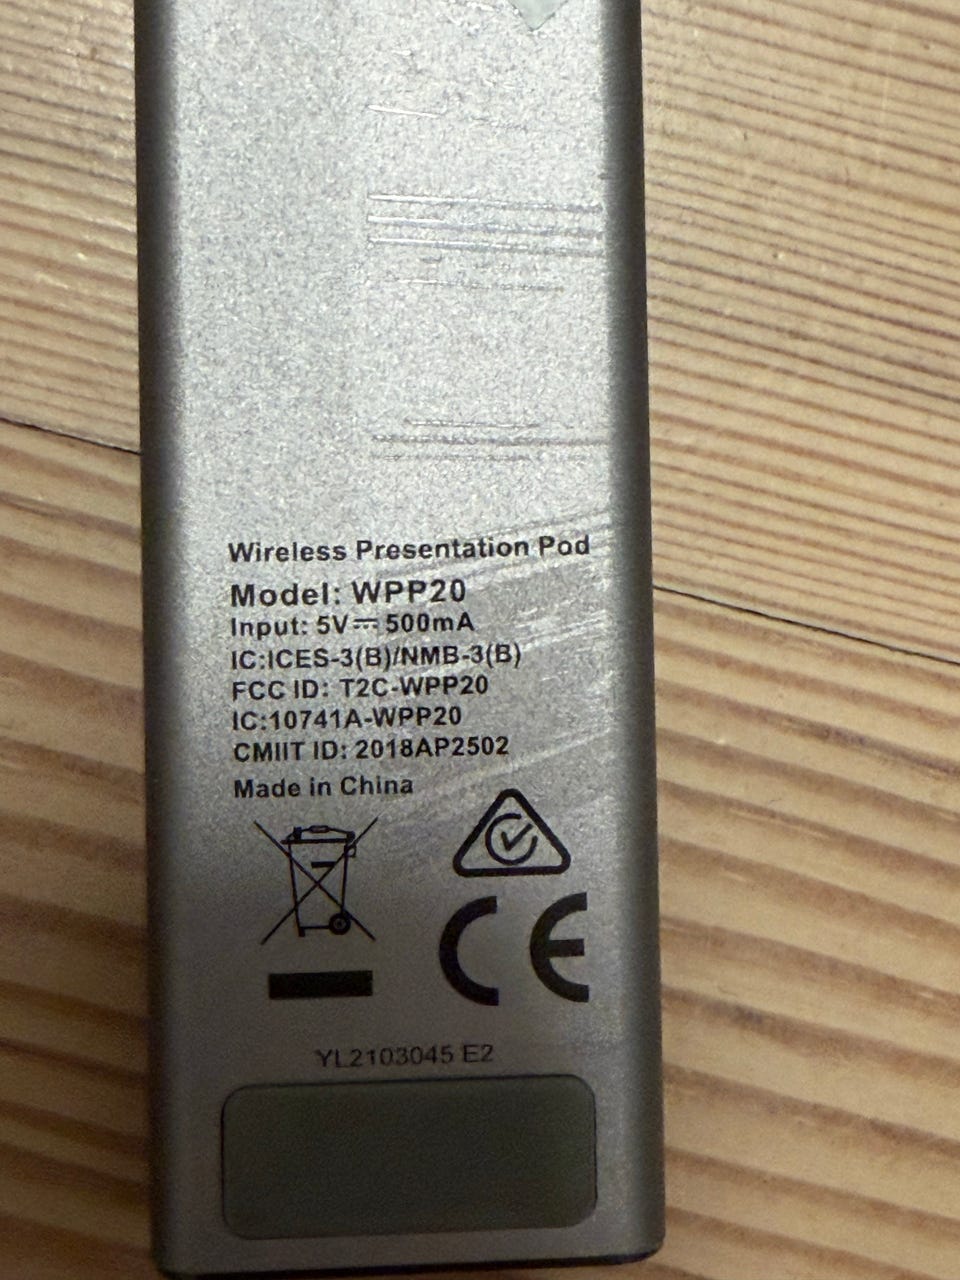 Wireless Presentation Pod
Model: WPP20
Input: 5V⎓500mA
IC:ICES-3(B)/NMB-3(B)
FCC ID: T2C-WPP20
IC:10741A-WPP20
CMIIT ID: 2018AP2502
Made in China
CE
YL2103045 E2